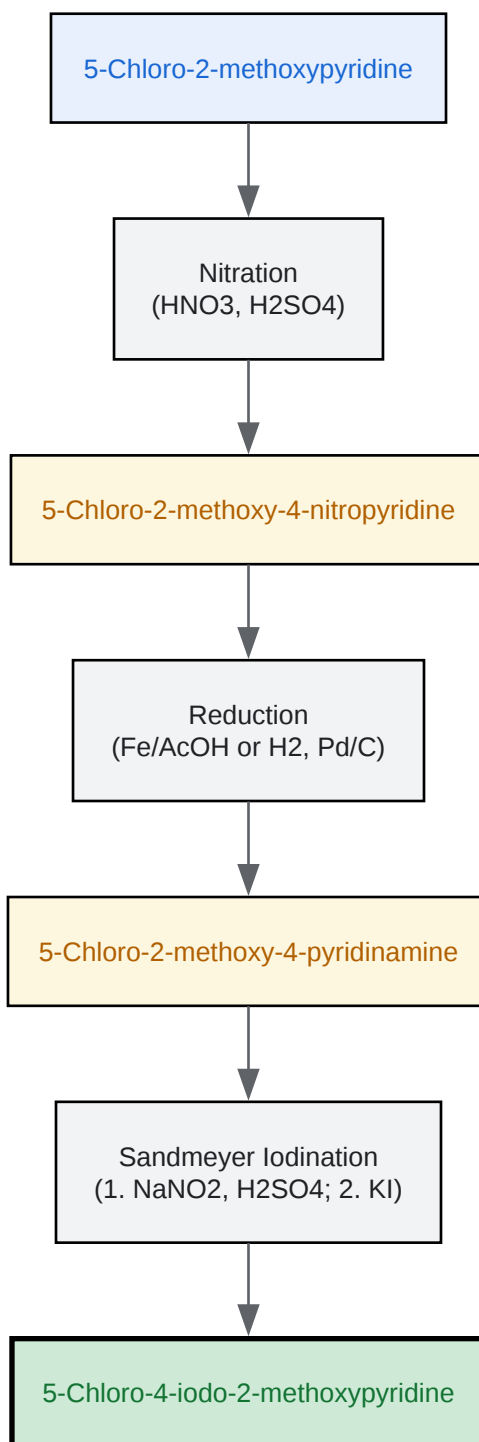 5-Chloro-2-methoxypyridine
Nitration
(HNO3, H2SO4)
5-Chloro-2-methoxy-4-nitropyridine
Reduction
(Fe/AcOH or H2, Pd/C)
5-Chloro-2-methoxy-4-pyridinamine
Sandmeyer Iodination
(1. NaNO2, H2SO4; 2. KI)
5-Chloro-4-iodo-2-methoxypyridine